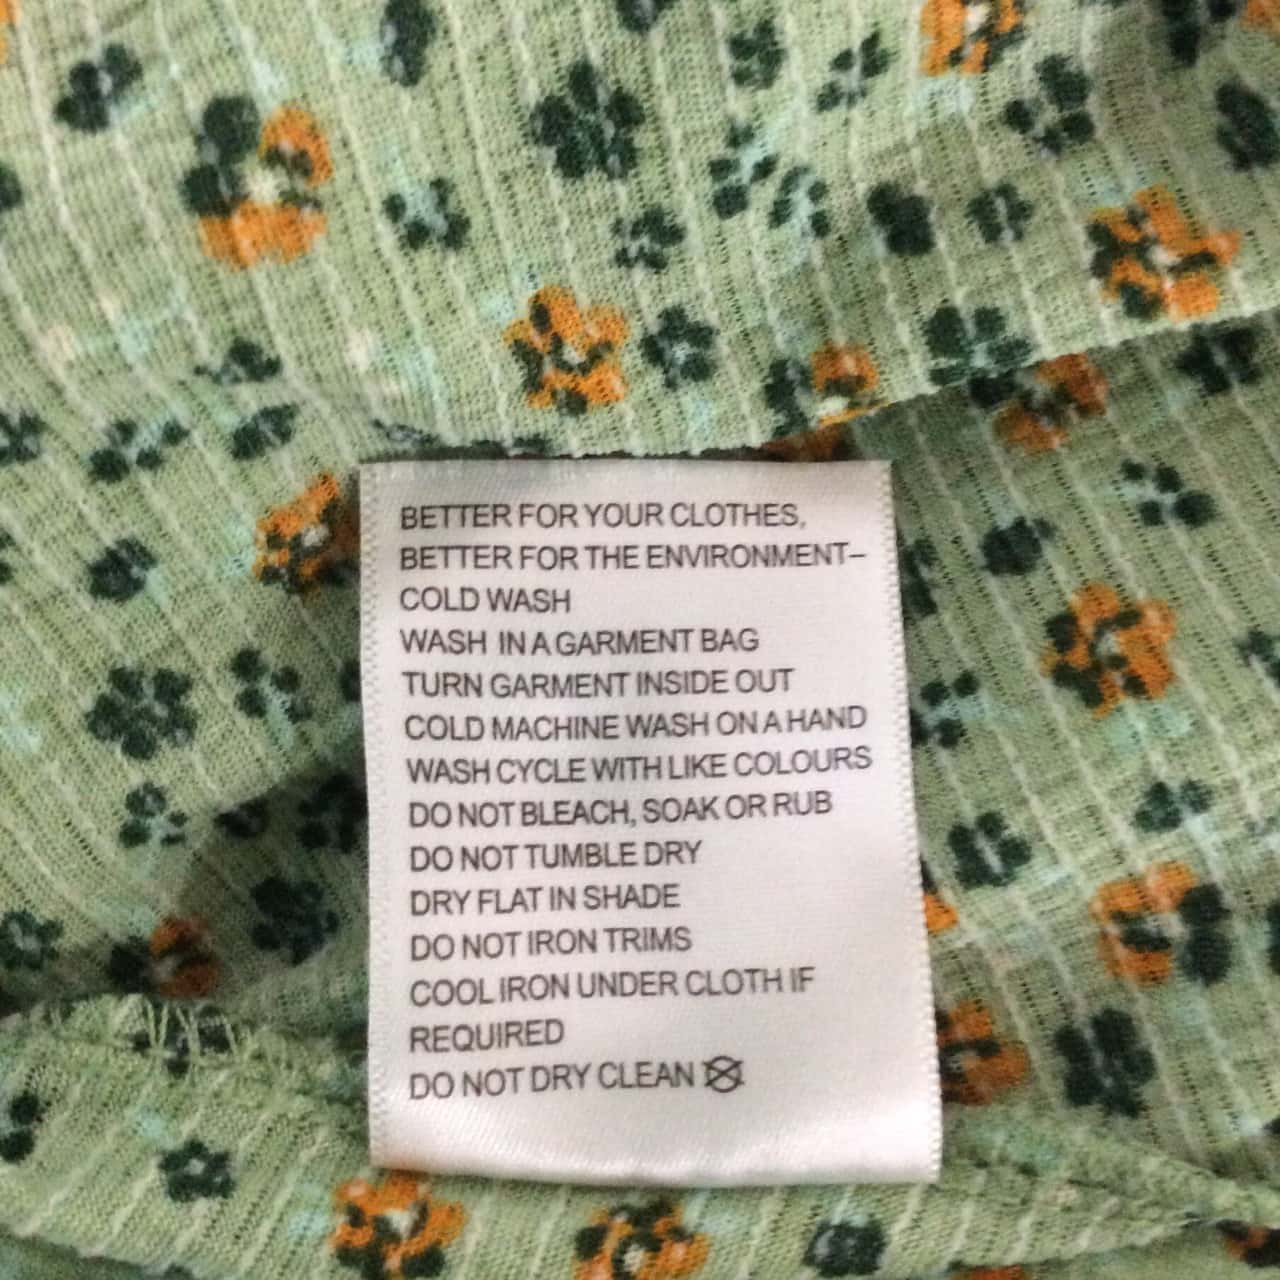 BETTER FOR YOUR CLOTHES,
BETTER FOR THE ENVIRONMENT–
COLD WASH
WASH IN A GARMENT BAG
TURN GARMENT INSIDE OUT
COLD MACHINE WASH ON A HAND
WASH CYCLE WITH LIKE COLOURS
DO NOT BLEACH, SOAK OR RUB
DO NOT TUMBLE DRY
DRY FLAT IN SHADE
DO NOT IRON TRIMS
COOL IRON UNDER CLOTH IF
REQUIRED
DO NOT DRY CLEAN